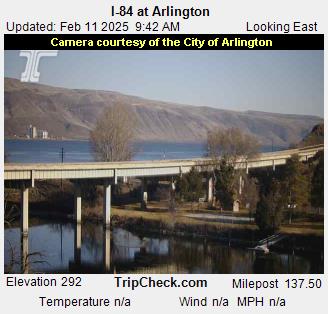 I-84 at Arlington
Updated: Feb 11 2025 9:42 AM Looking East
Camera courtesy of the City of Arlington
Elevation 292 TripCheck.com Milepost 137.50
Temperature n/a Wind n/a MPH n/a